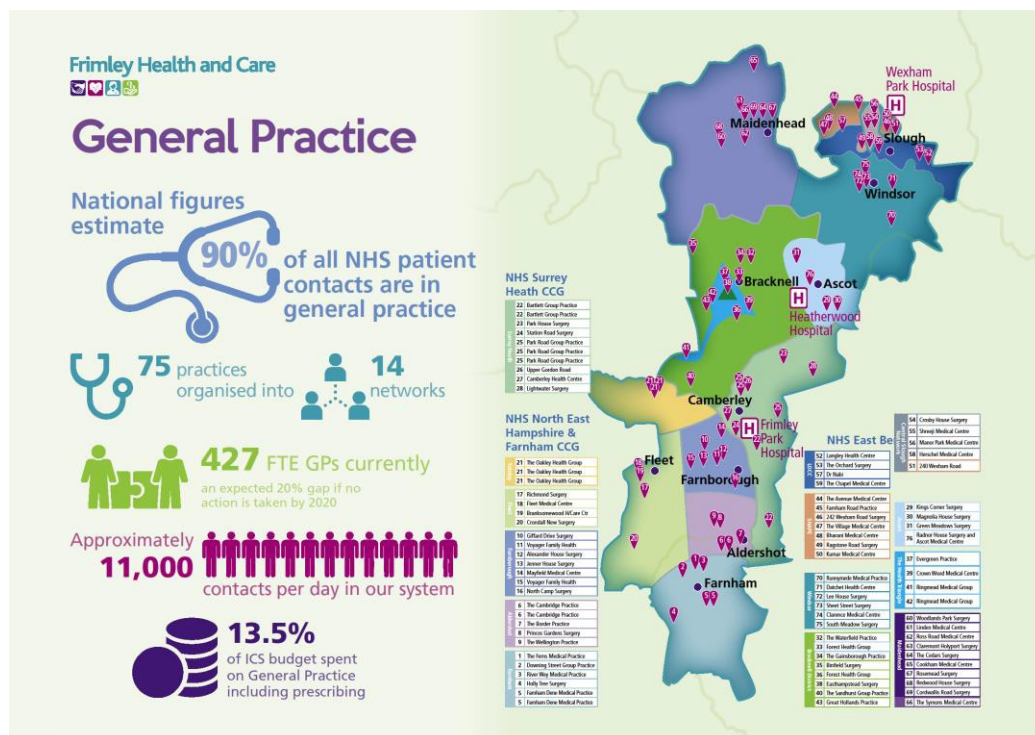 Frimley Health and Care
General Practice
National figures
estimate
90%
of all NHS patient
contacts are in
general practice
75 practices
organised into
14
networks
427 FTE GPs currently
an expected 20% gap if no
action is taken by 2020
Approximately
11,000
contacts per day in our
system
13.5%
of ICS budget spent
on General Practice
including prescribing
Wexham
Park Hospital
H
Maidenhead
Slough
Windsor
Bracknell
Ascot
H
Heatherwood
Hospital
Camberley
H
Frimley
Park
Hospital
Fleet
Farnborough
Aldershot
Farnham
NHS Surrey
Heath CCG
22 Bartlett Group Practice
22 Bartlett Group Practice
23 Park House Surgery
24 Station Road Surgery
25 Park Road Group Practice
25 Park Road Group Practice
25 Park Road Group Practice
26 Upper Gordon Road
27 Camberley Health Centre
28 Lightwater Surgery
NHS North East
Hampshire &
Farnham CCG
21 The Oakley Health Group
21 The Oakley Health Group
21 The Oakley Health Group
17 Richmond Surgery
18 Fleet Medical Centre
19 Branksomewood H/Care Ctr
20 Crondall New Surgery
Farnborough
10 Giffard Drive Surgery
11 Voyager Family Health
12 Alexander House Surgery
13 Jenner House Surgery
14 Mayfield Medical Centre
15 Voyager Family Health
16 North Camp Surgery
Aldershot
6 The Cambridge Practice
6 The Cambridge Practice
7 The Border Practice
8 Princes Gardens Surgery
9 The Wellington Practice
Farnham
1 The Ferns Medical Practice
2 Downing Street Group Practice
3 River Wey Medical Practice
4 Holly Tree Surgery
5 Farnham Dene Medical Practice
5 Farnham Dene Medical Practice
NHS East Be
52 Langley Health Centre
53 The Orchard Surgery
57 Dr Nabi
59 The Chapel Medical Centre
44 The Avenue Medical Centre
45 Farnham Road Practice
46 242 Wexham Road Surgery
47 The Village Medical Centre
48 Bharani Medical Centre
49 Ragstone Road Surgery
50 Kumar Medical Centre
Windsor
70 Runnymede Medical Practice
71 Datchet Health Centre
72 Lee House Surgery
73 Sheet Street Surgery
74 Clarence Medical Centre
75 South Meadow Surgery
Bracknell District
32 The Waterfield Practice
33 Forest Health Group
34 The Gainsborough Practice
35 Binfield Surgery
36 Forest Health Group
38 Easthampstead Surgery
40 The Sandhurst Group Practice
43 Great Hollands Practice
54 Crosby House Surgery
55 Shreeji Medical Centre
56 Manor Park Medical Centre
58 Herschel Medical Centre
51 240 Wexham Road
29 Kings Corner Surgery
30 Magnolia House Surgery
31 Green Meadows Surgery
76 Radnor House Surgery and
Ascot Medical Centre
37 Evergreen Practice
39 Crown Wood Medical Centre
41 Ringmead Medical Group
42 Ringmead Medical Group
Maidenhead
60 Woodlands Park Surgery
61 Linden Medical Centre
62 Ross Road Medical Centre
63 Claremont Holyport Surgery
64 The Cedars Surgery
65 Cookham Medical Centre
67 Rosemead Surgery
68 Redwood House Surgery
69 Cordwallis Road Surgery
66 The Symons Medical Centre